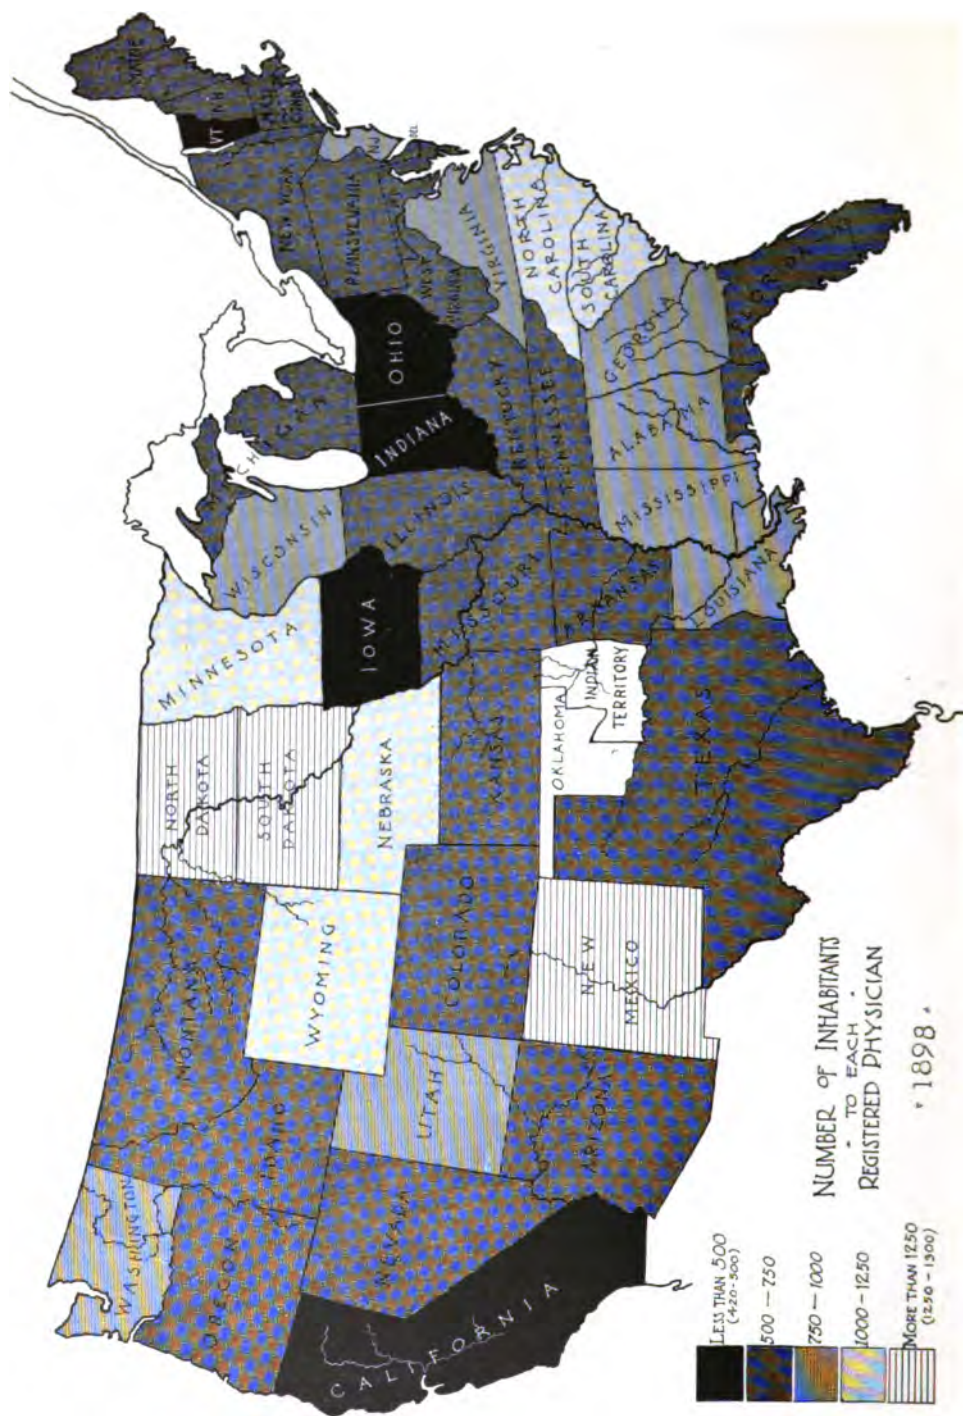 MAINE
VT
NEW YORK
PENNSYLVANIA
NJ
DEL
WEST
VIRGINIA
VIRGINIA
NORTH
CAROLINA
SOUTH
CAROLINA
GEORGIA
FLORIDA
ALABAMA
MISSISSIPPI
LOUISIANA
TENNESSEE
KENTUCKY
OHIO
INDIANA
MICHIGAN
ILLINOIS
WISCONSIN
MINNESOTA
IOWA
MISSOURI
ARKANSAS
INDIAN
TERRITORY
OKLAHOMA
TEXAS
KANSAS
NEBRASKA
SOUTH
DAKOTA
NORTH
DAKOTA
MONTANA
WYOMING
COLORADO
NEW
MEXICO
ARIZONA
UTAH
IDAHO
NEVADA
WASHINGTON
OREGON
CALIFORNIA
NUMBER OF INHABITANTS
- TO EACH -
REGISTERED PHYSICIAN
1898
LESS THAN 500
(420-500)
500-750
750-1000
1000-1250
MORE THAN 1250
(1250-1300)